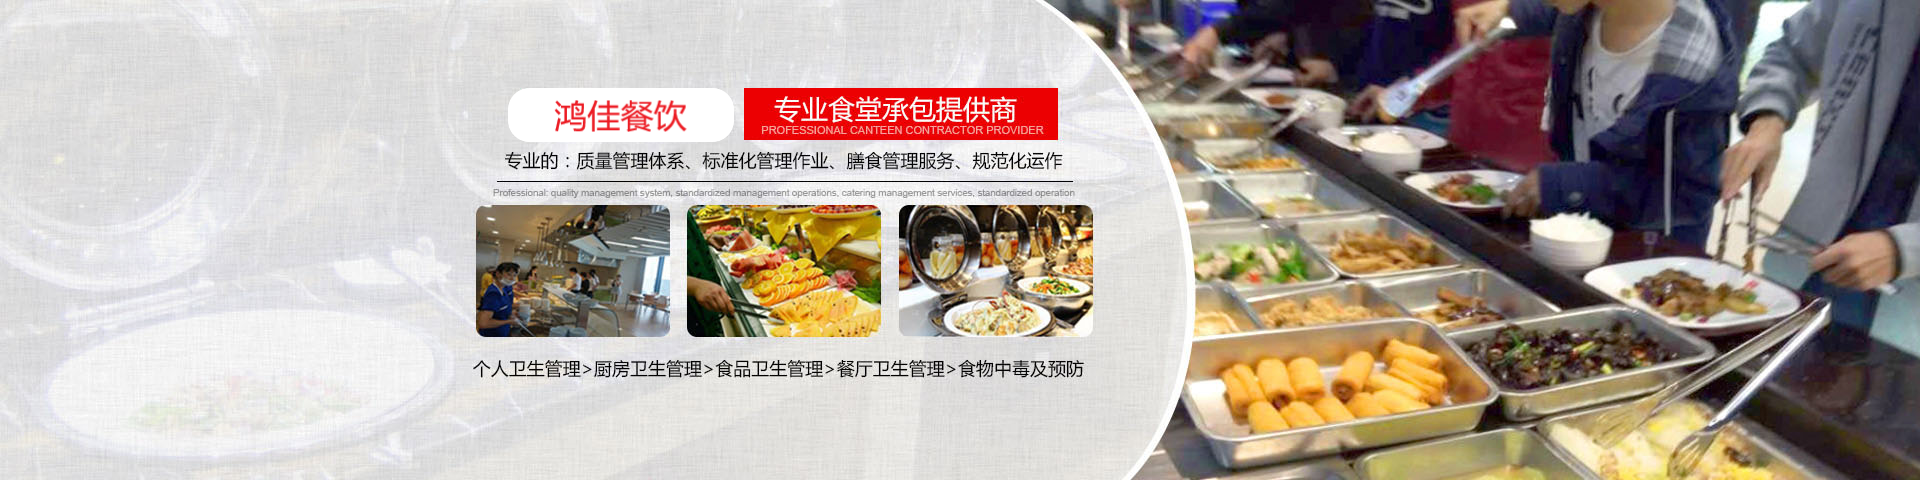 鸿佳餐饮
专业食堂承包提供商
PROFESSIONAL CANTEEN CONTRACTOR PROVIDER
专业的：质量管理体系、标准化管理作业、膳食管理服务、规范化运作
Professional: quality management system, standardized management operations, catering management services, standardized operation
个人卫生管理>厨房卫生管理>食品卫生管理>餐厅卫生管理>食物中毒及预防